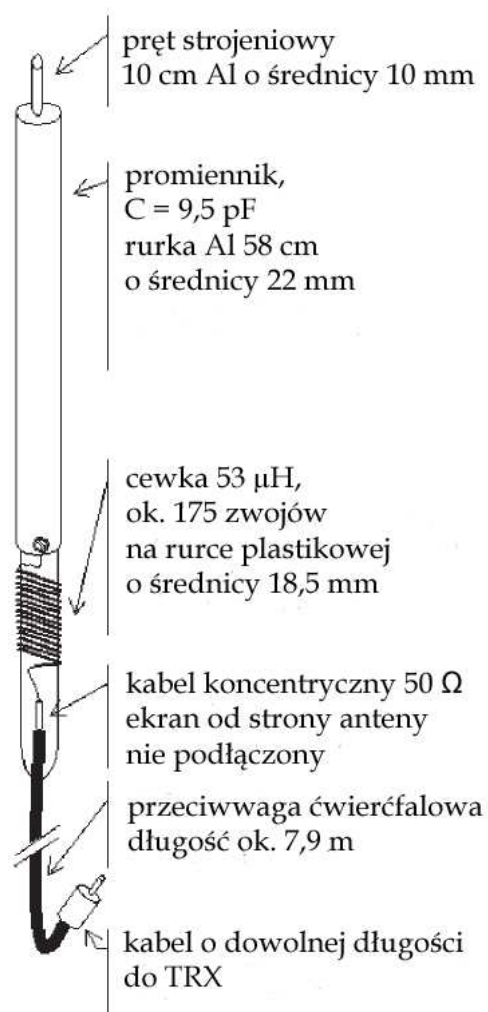 pręt strojeniowy
10 cm Al o średnicy 10 mm
promiennik,
C = 9,5 pF
rurka Al 58 cm
o średnicy 22 mm
cewka 53 μH,
ok. 175 zwojów
na rurce plastikowej
o średnicy 18,5 mm
kabel koncentryczny 50 Ω
ekran od strony anteny
nie podłączony
przeciwwaga ćwierćfalowa
długość ok. 7,9 m
kabel o dowolnej długości
do TRX